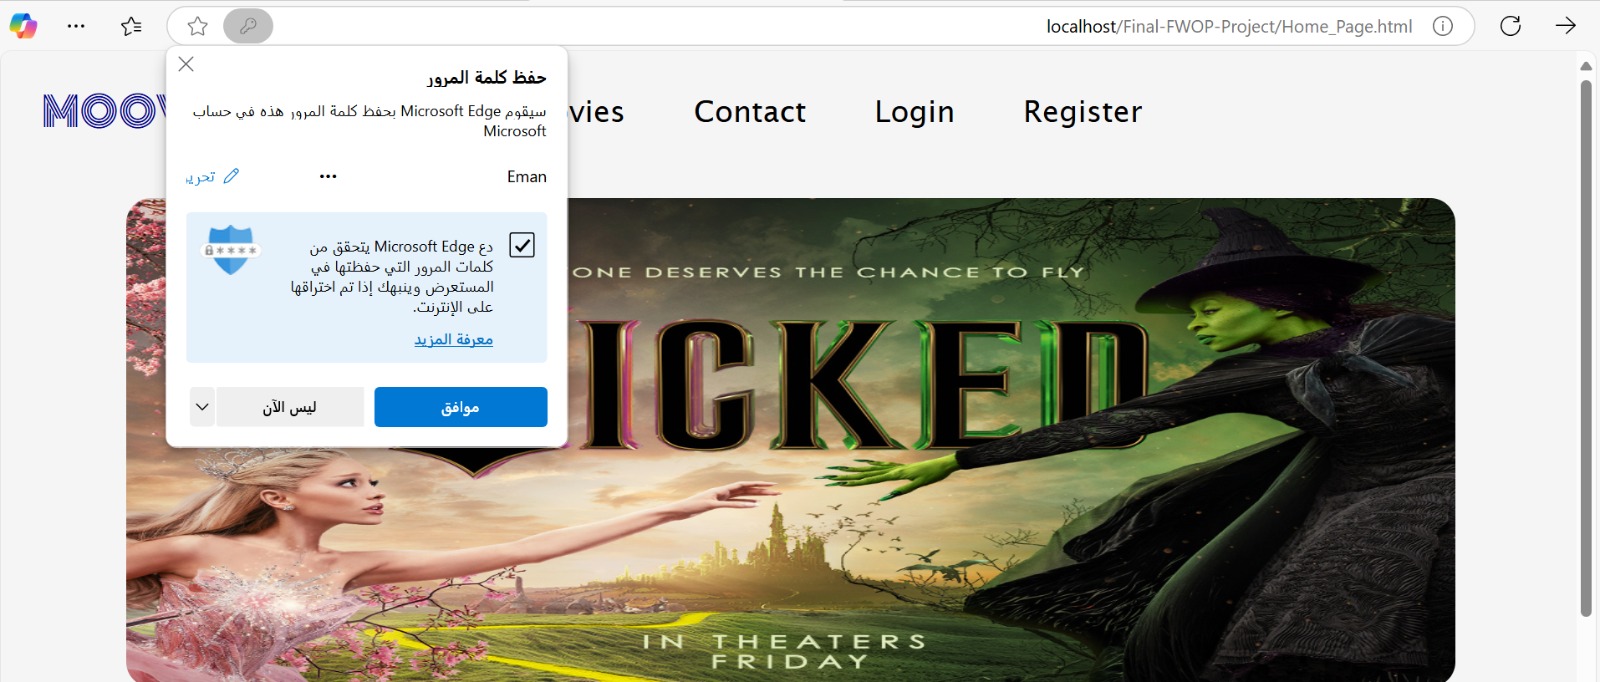 localhost/Final-FWOP-Project/Home_Page.html
حفظ كلمة المرور
سيقوم Microsoft Edge بحفظ كلمة المرور هذه في حساب
Microsoft
Eman
•••
تحرير
دع Microsoft Edge يتحقق من
كلمات المرور التي حفظتها في
المستعرض وينبهك إذا تم اختراقها
على الإنترنت.
معرفة المزيد
موافق
ليس الآن
MOOV
vies
Contact
Login
Register
ONE DESERVES THE CHANCE TO FLY
ICKED
IN THEATERS
FRIDAY